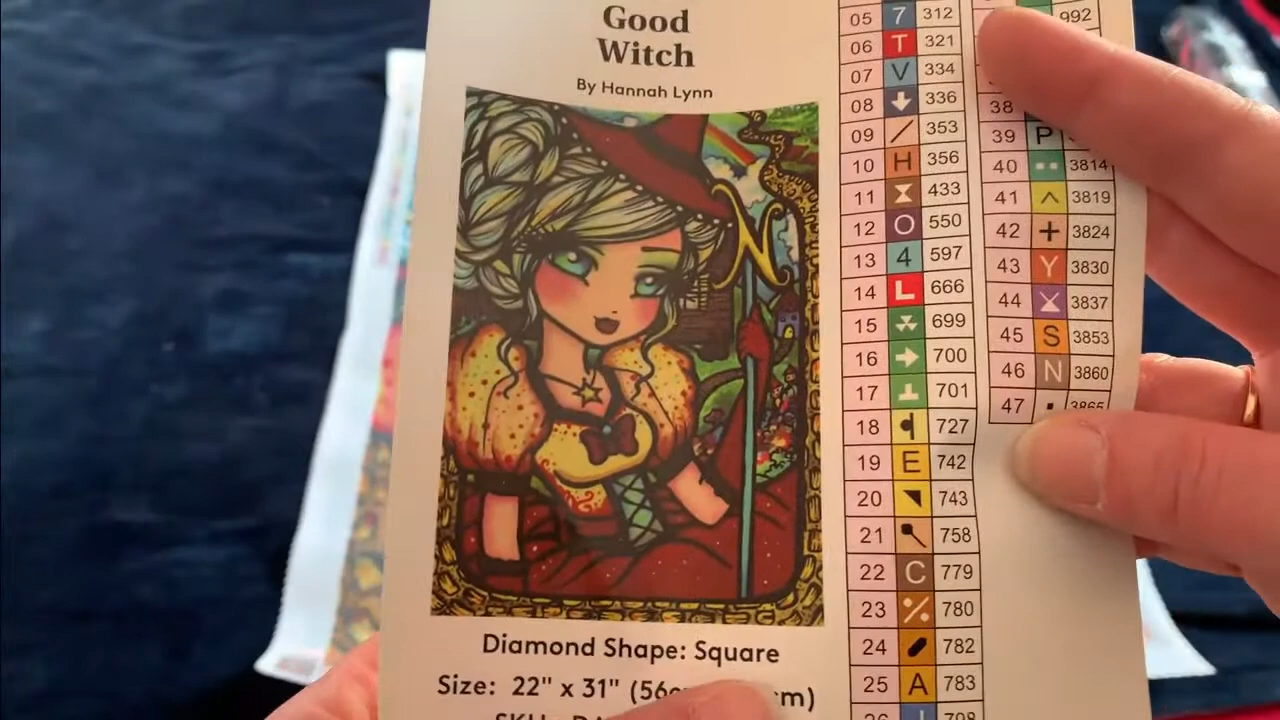 Good
Witch
By Hannah Lynn
N
Diamond Shape: Square
Size: 22" x 31" (56
05 7 312
06 T 321
07 V 334
08 336
09 / 353
10 H 356
11 433
12 O 550
13 4 597
14 L 666
15 699
16 700
17 701
18 727
19 E 742
20 743
21 758
22 C 779
23 780
24 782
25 A 783
992
38
39 P
40 3814
41 ^ 3819
42 + 3824
43 Y 3830
44 3837
45 S 3853
46 N 3860
47 3865